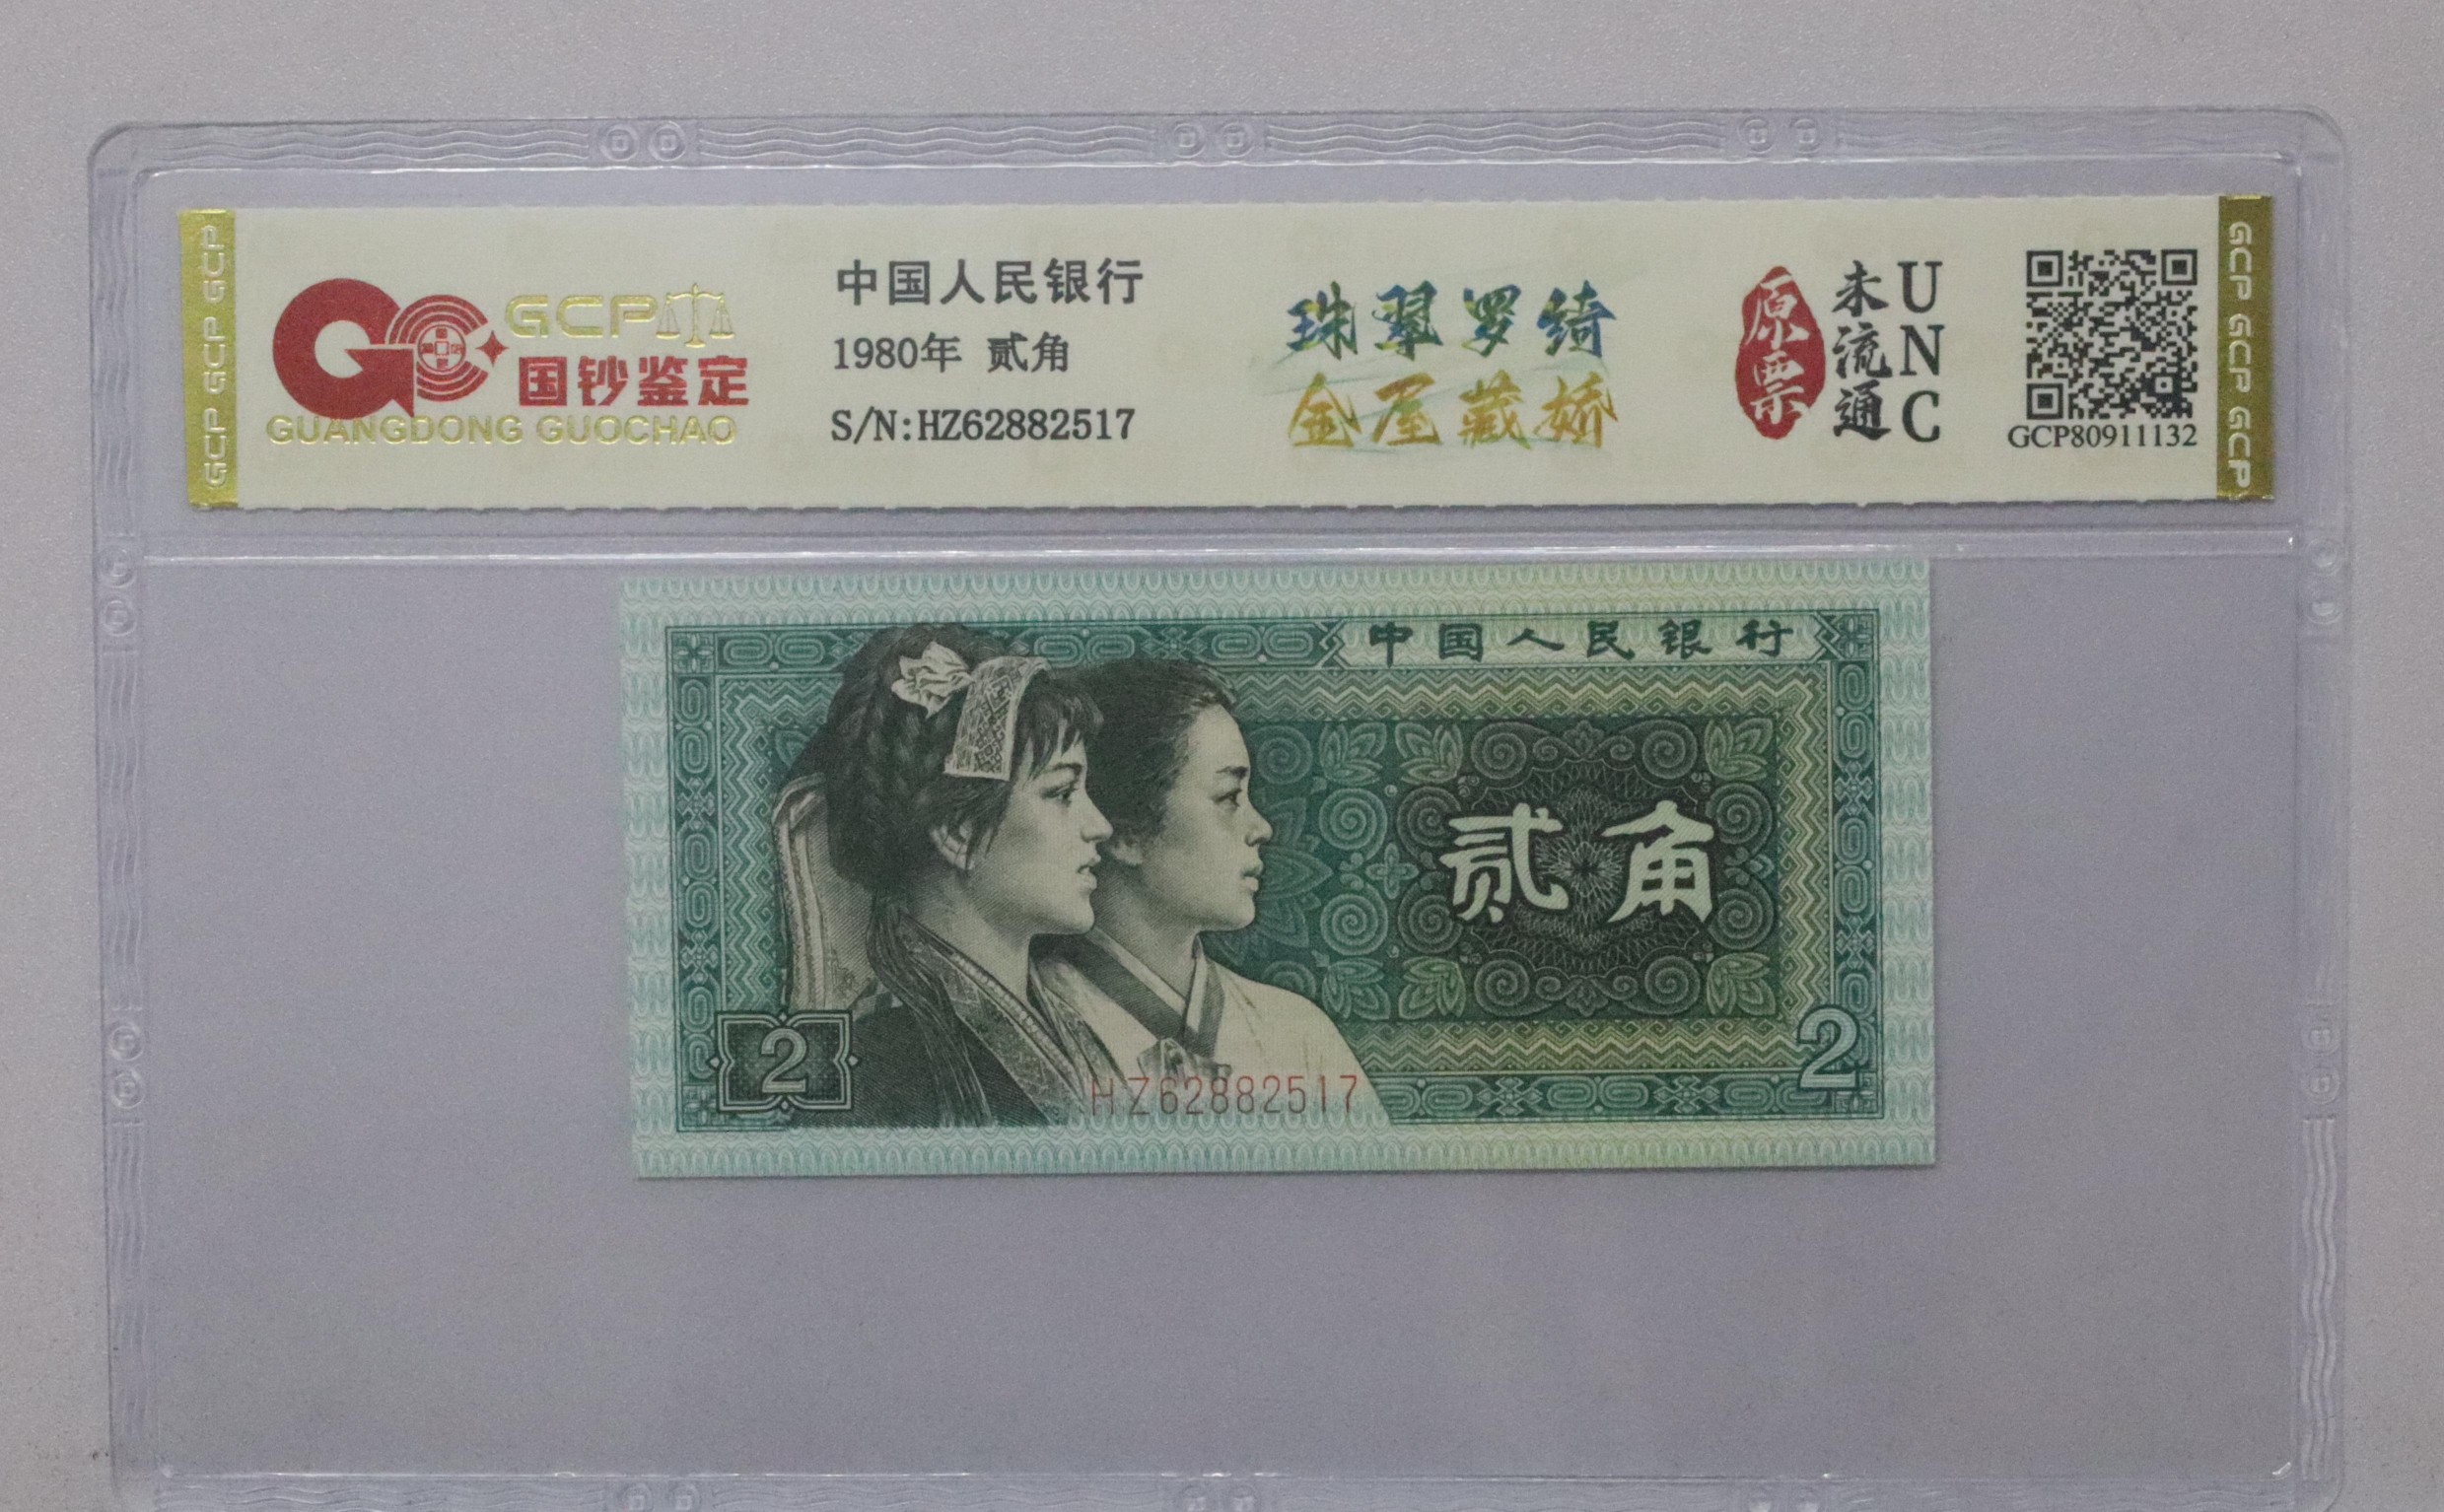 GCP GCP GCP
GCP
国钞鉴定
GUANGDONG GUOCHAO
中国人民银行
1980年 贰角
S/N:HZ62882517
珠翠罗绮
金屋藏娇
原票
未流通
UNC
GCP80911132
GCP GCP GCP
中国人民银行
贰角
2
2
HZ62882517